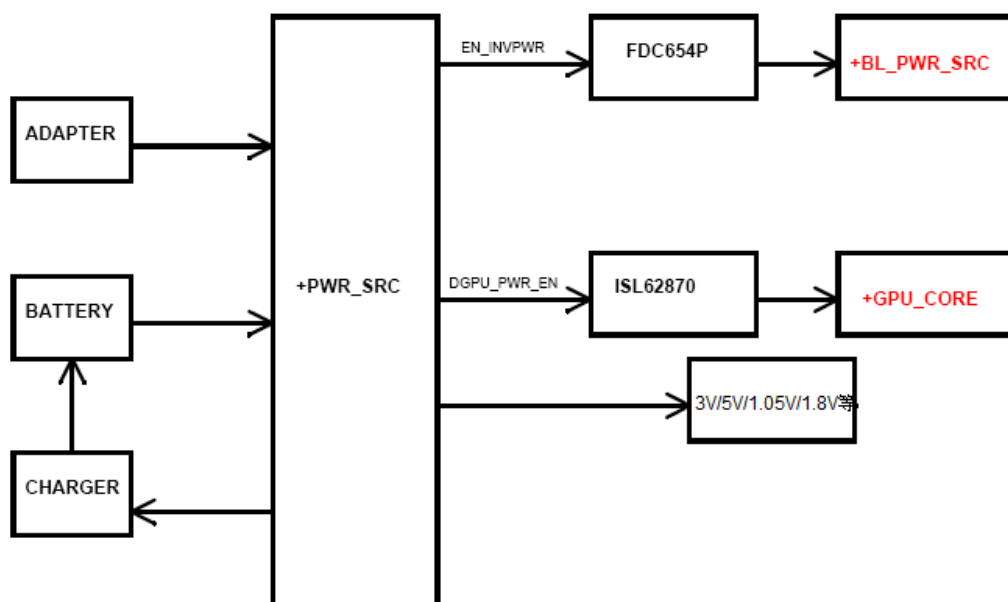 EN_INVPWR
FDC654P
+BL_PWR_SRC
ADAPTER
+PWR_SRC
DGPU_PWR_EN
ISL62870
+GPU_CORE
BATTERY
3V/5V/1.05V/1.8V等
CHARGER